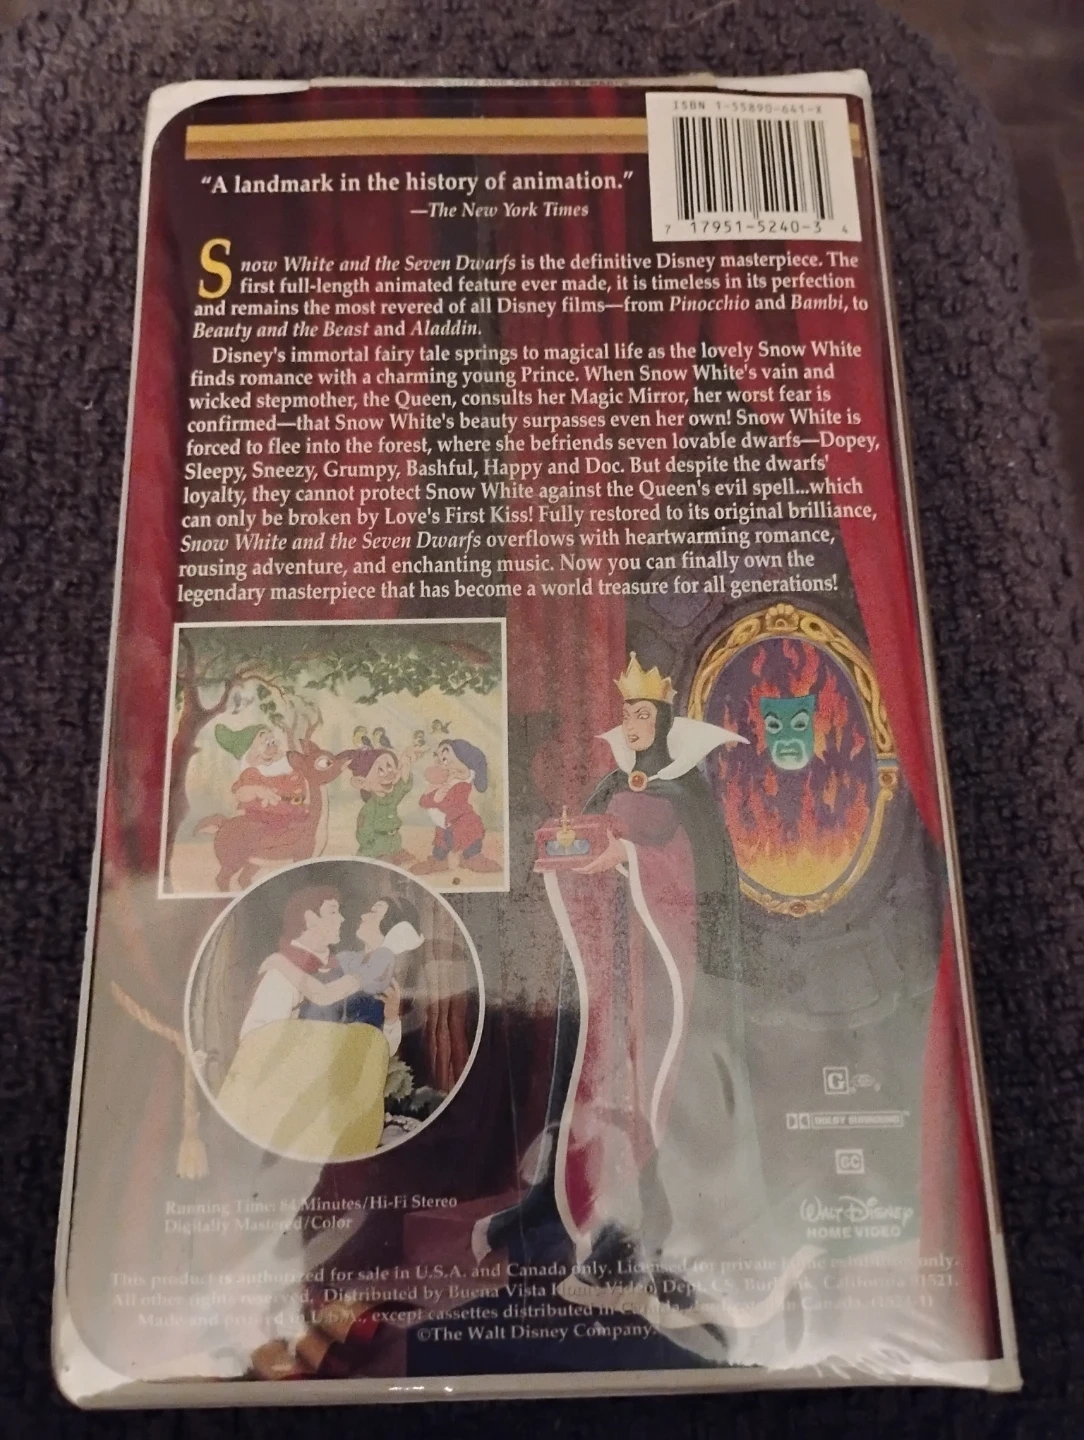 ISBN 1-55890-641-X
7 17951-5240-3 4
“A landmark in the history of animation.”
—The New York Times
Snow White and the Seven Dwarfs is the definitive Disney masterpiece. The
first full-length animated feature ever made, it is timeless in its perfection
and remains the most revered of all Disney films—from Pinocchio and Bambi, to
Beauty and the Beast and Aladdin.
Disney's immortal fairy tale springs to magical life as the lovely Snow White
finds romance with a charming young Prince. When Snow White's vain and
wicked stepmother, the Queen, consults her Magic Mirror, her worst fear is
confirmed—that Snow White's beauty surpasses even her own! Snow White is
forced to flee into the forest, where she befriends seven lovable dwarfs—Dopey,
Sleepy, Sneezy, Grumpy, Bashful, Happy and Doc. But despite the dwarfs'
loyalty, they cannot protect Snow White against the Queen's evil spell...which
can only be broken by Love's First Kiss! Fully restored to its original brilliance,
Snow White and the Seven Dwarfs overflows with heartwarming romance,
rousing adventure, and enchanting music. Now you can finally own the
legendary masterpiece that has become a world treasure for all generations!
G
DOLBY SURROUND
CC
WALT DISNEY
HOME VIDEO
Running Time: 84 Minutes/Hi-Fi Stereo
Digitally Mastered/Color
This product is authorized for sale in U.S.A. and Canada only. Licensed for private home exhibition only.
All other rights reserved. Distributed by Buena Vista Home Video, Dept. CS, Burbank, California 91521.
Made and printed in U.S.A., except cassettes distributed in Canada, Canada.
©The Walt Disney Company.